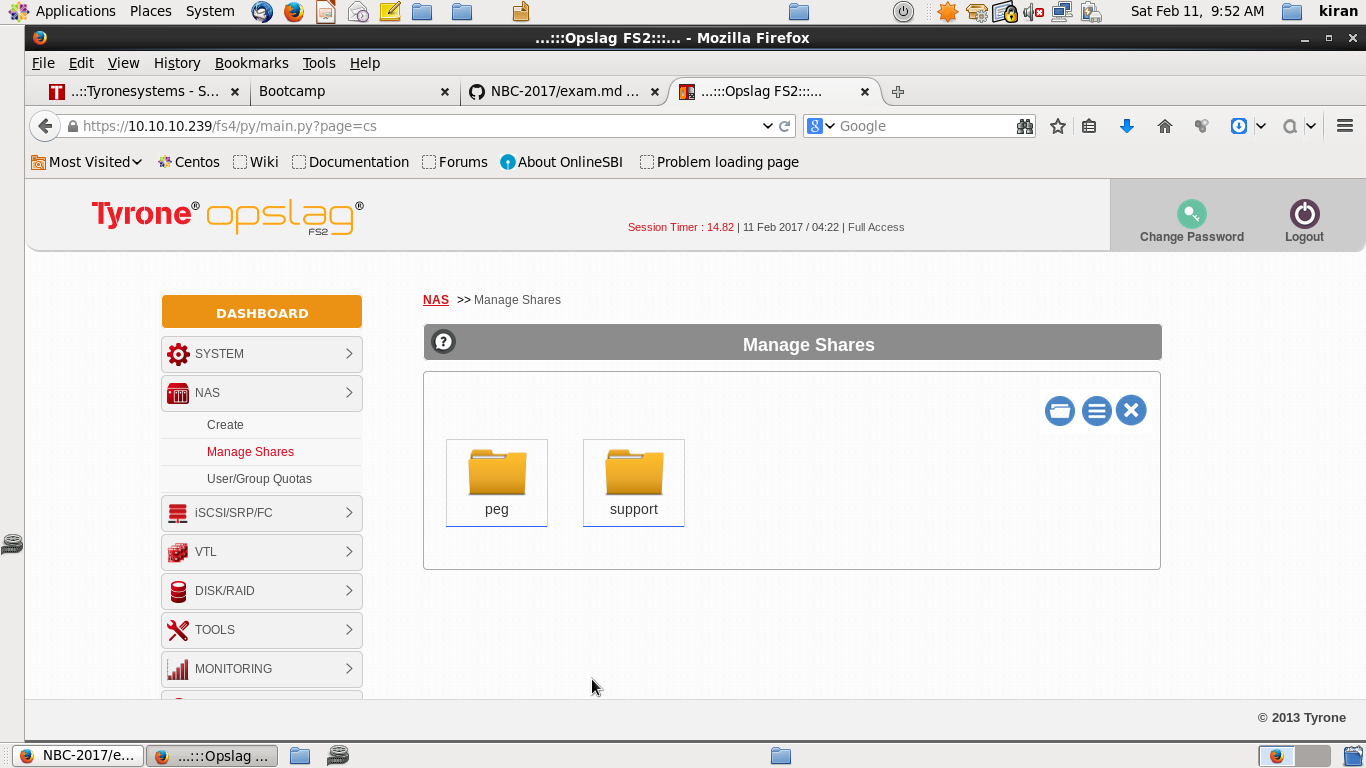 Applications Places System Sat Feb 11, 9:52 AM kiran
...:::Opslag FS2:::... - Mozilla Firefox
File Edit View History Bookmarks Tools Help
..::Tyronesystems - S... Bootcamp NBC-2017/exam.md ... ...:::Opslag FS2:::...
https://10.10.10.239/fs4/py/main.py?page=cs Google
Most Visited Centos Wiki Documentation Forums About OnlineSBI Problem loading page
Tyrone® opslag® FS2
Session Timer : 14.82 | 11 Feb 2017 / 04:22 | Full Access
Change Password Logout
DASHBOARD
SYSTEM
NAS
Create
Manage Shares
User/Group Quotas
iSCSI/SRP/FC
VTL
DISK/RAID
TOOLS
MONITORING
NAS >> Manage Shares
Manage Shares
peg support
© 2013 Tyrone
NBC-2017/e... ...:::Opslag ...